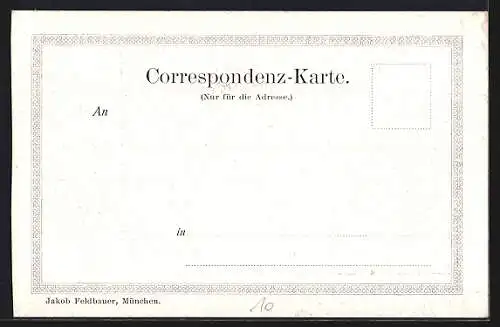 Correspondenz-Karte.
(Nur für die Adresse.)
An
in
Jakob Feldbauer, München.
10